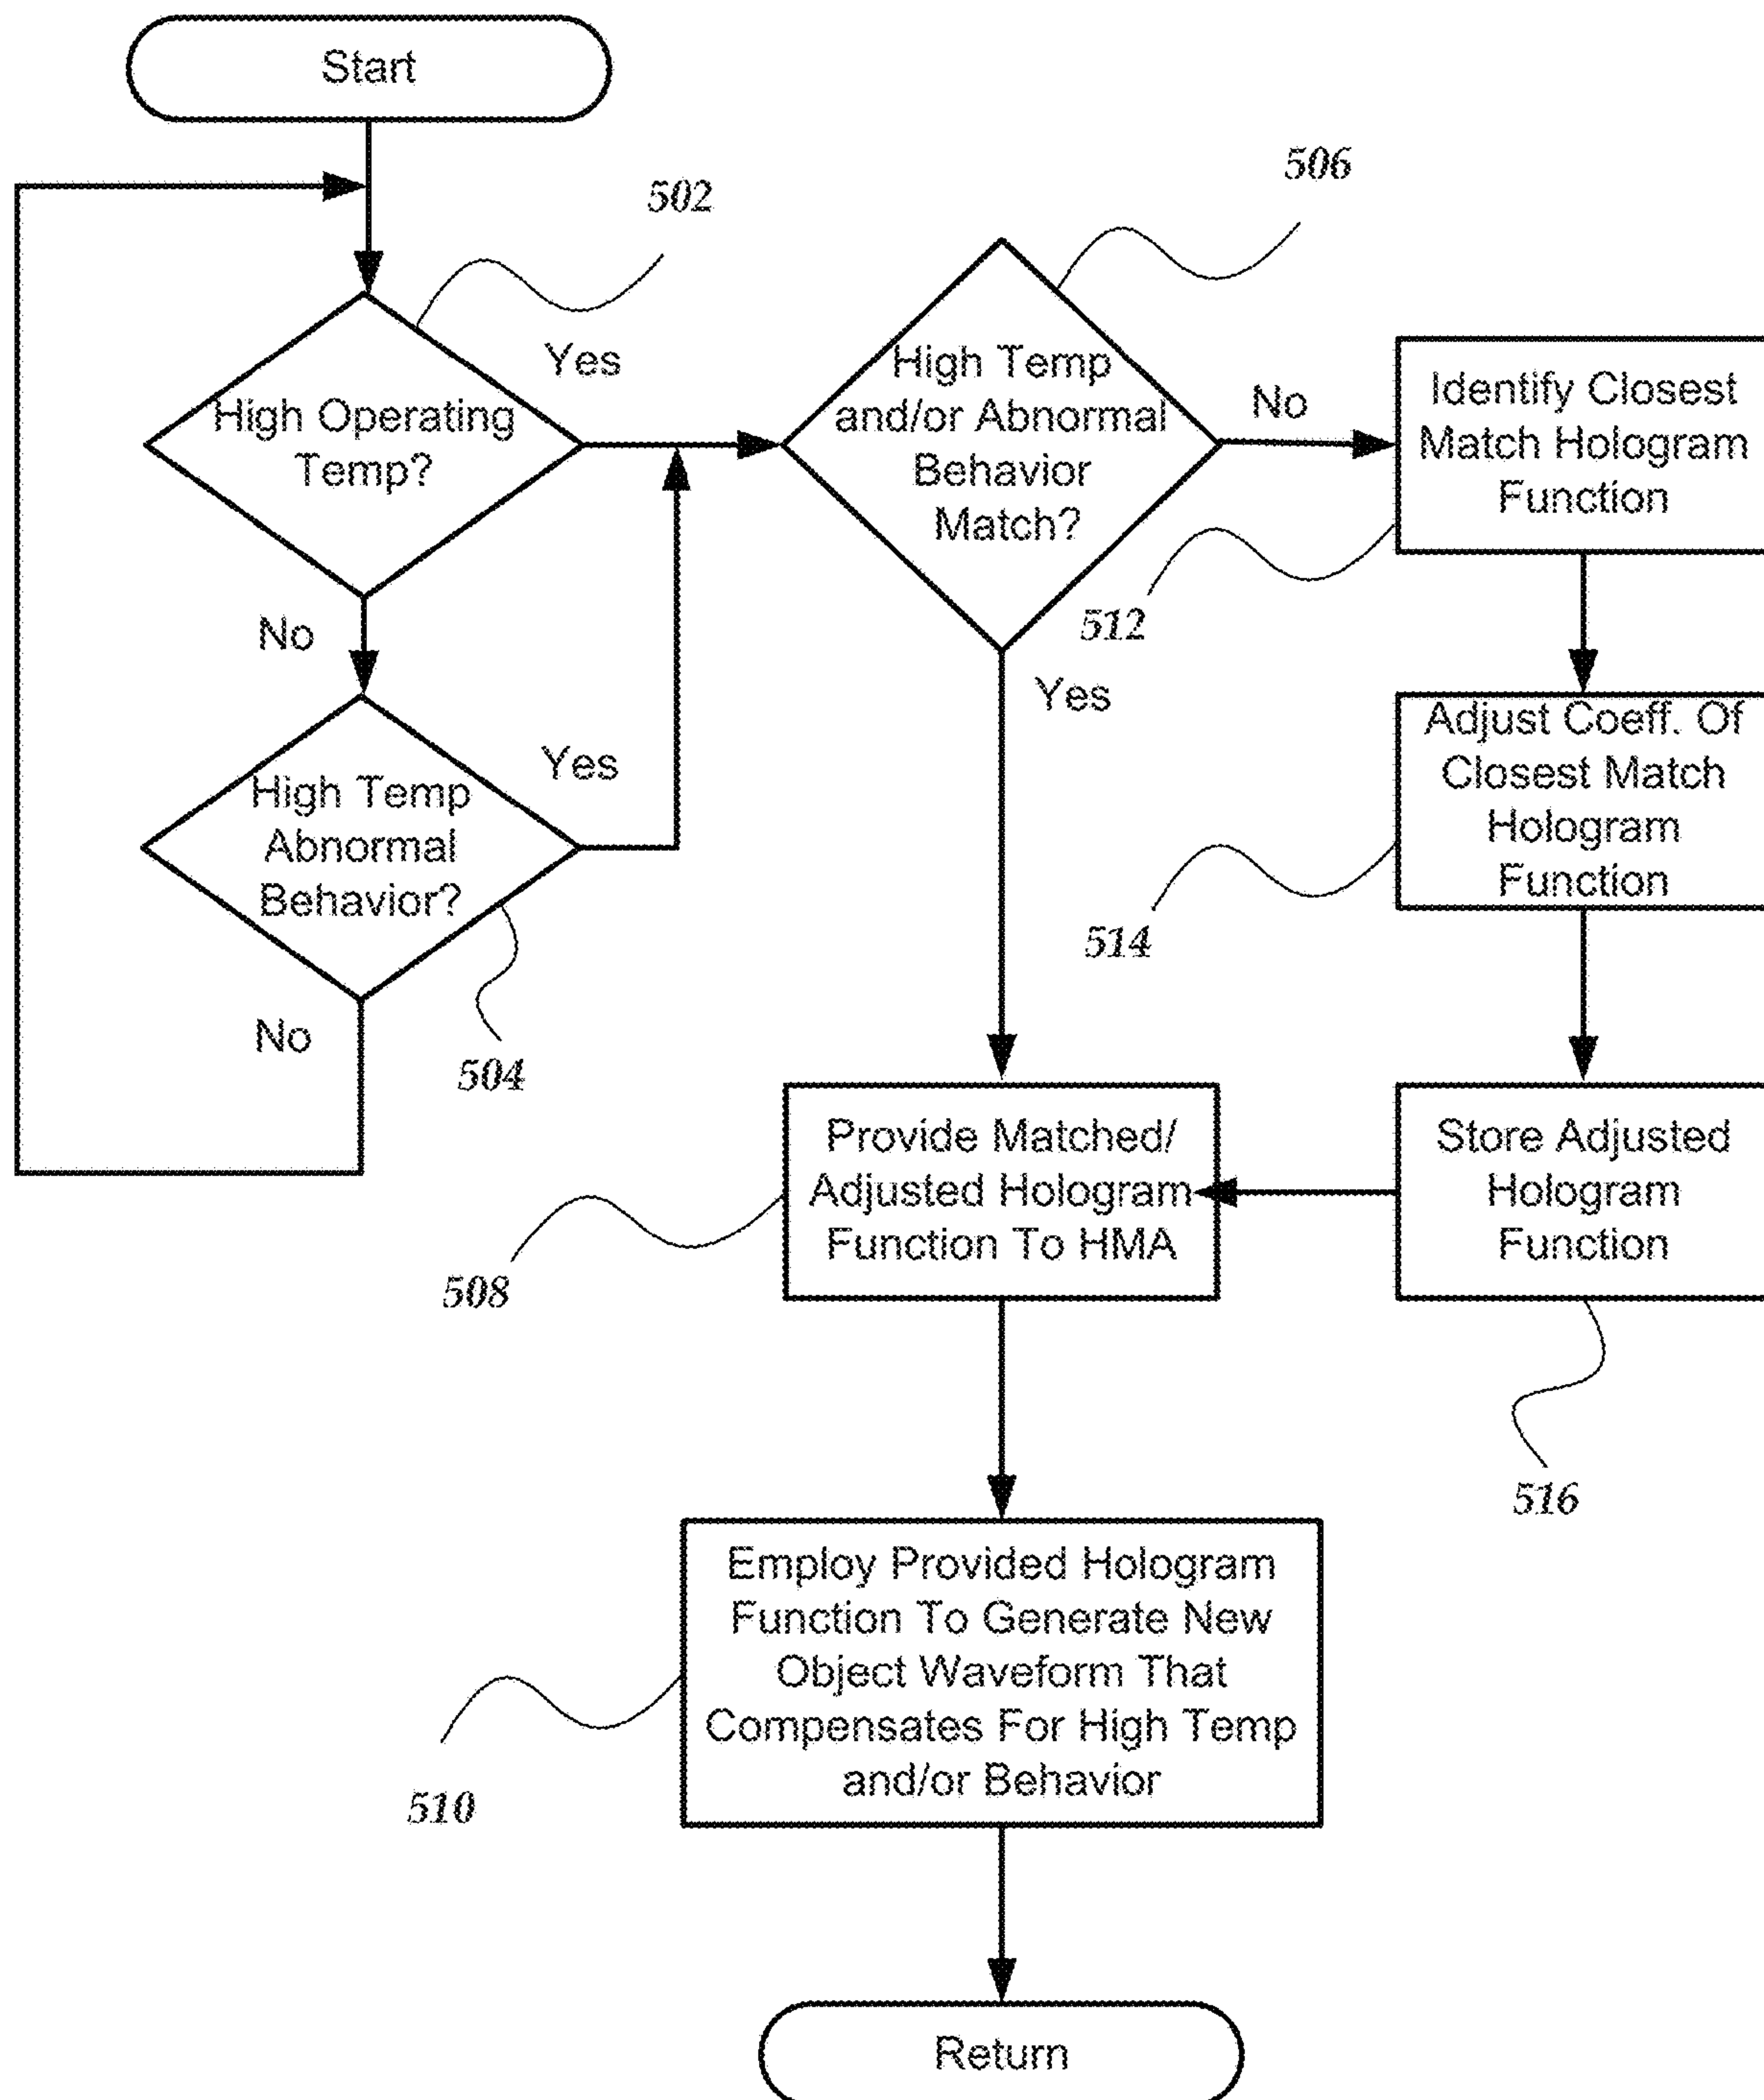 Start
502
506
Yes
High Operating
Temp?
High Temp
and/or Abnormal
Behavior
Match?
No
Identify Closest
Match Hologram
Function
512
No
Yes
High Temp
Abnormal
Behavior?
Yes
Adjust Coeff. Of
Closest Match
Hologram
Function
514
No
504
Provide Matched/
Adjusted Hologram
Function To HMA
508
Store Adjusted
Hologram
Function
516
Employ Provided Hologram
Function To Generate New
Object Waveform That
Compensates For High Temp
and/or Behavior
510
Return